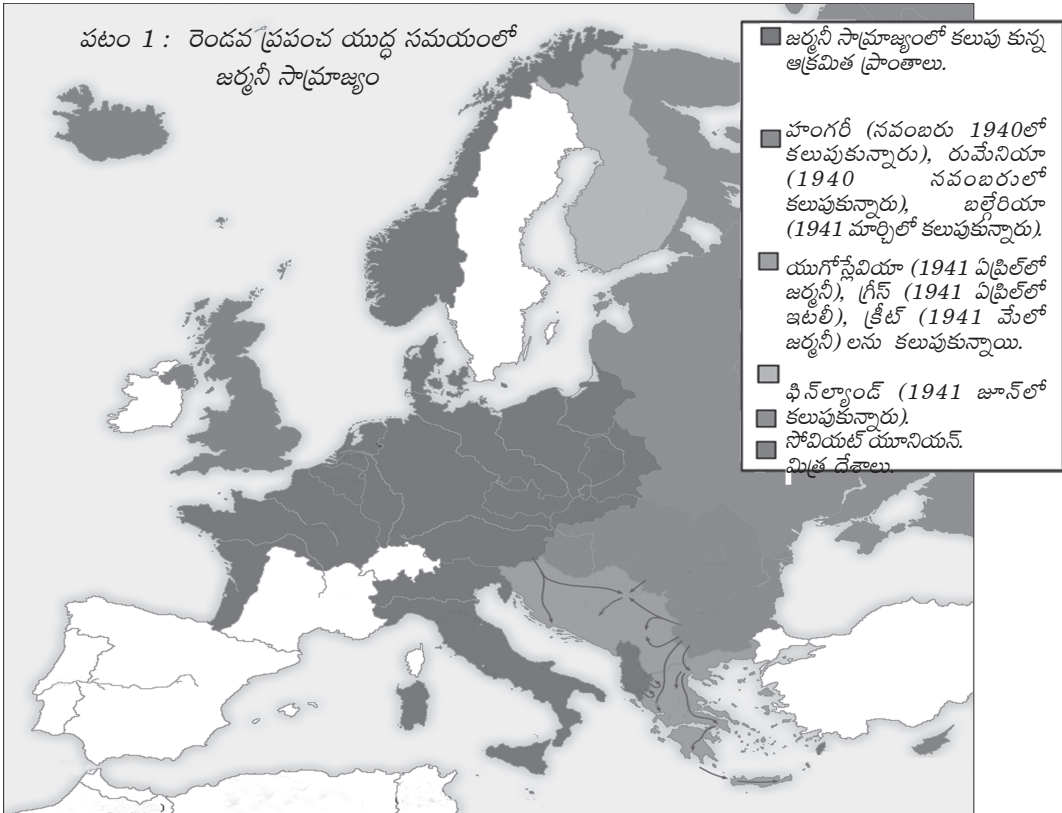 పటం 1 : రెండవ ప్రపంచ యుద్ధ సమయంలో
జర్మనీ సామ్రాజ్యం
జర్మనీ సామ్రాజ్యంలో కలుపు కున్న
ఆక్రమిత ప్రాంతాలు.
హంగరీ (నవంబరు 1940లో
కలుపుకున్నారు), రుమేనియా
(1940 నవంబరులో
కలుపుకున్నారు), బల్గేరియా
(1941 మార్చిలో కలుపుకున్నారు).
యుగోస్లేవియా (1941 ఏప్రిల్‌లో
జర్మనీ), గ్రీస్ (1941 ఏప్రిల్‌లో
ఇటలీ), క్రీట్ (1941 మేలో
జర్మనీ) లను కలుపుకున్నాయి.
ఫిన్‌ల్యాండ్ (1941 జూన్‌లో
కలుపుకున్నారు).
సోవియట్ యూనియన్.
మిత్ర దేశాలు.